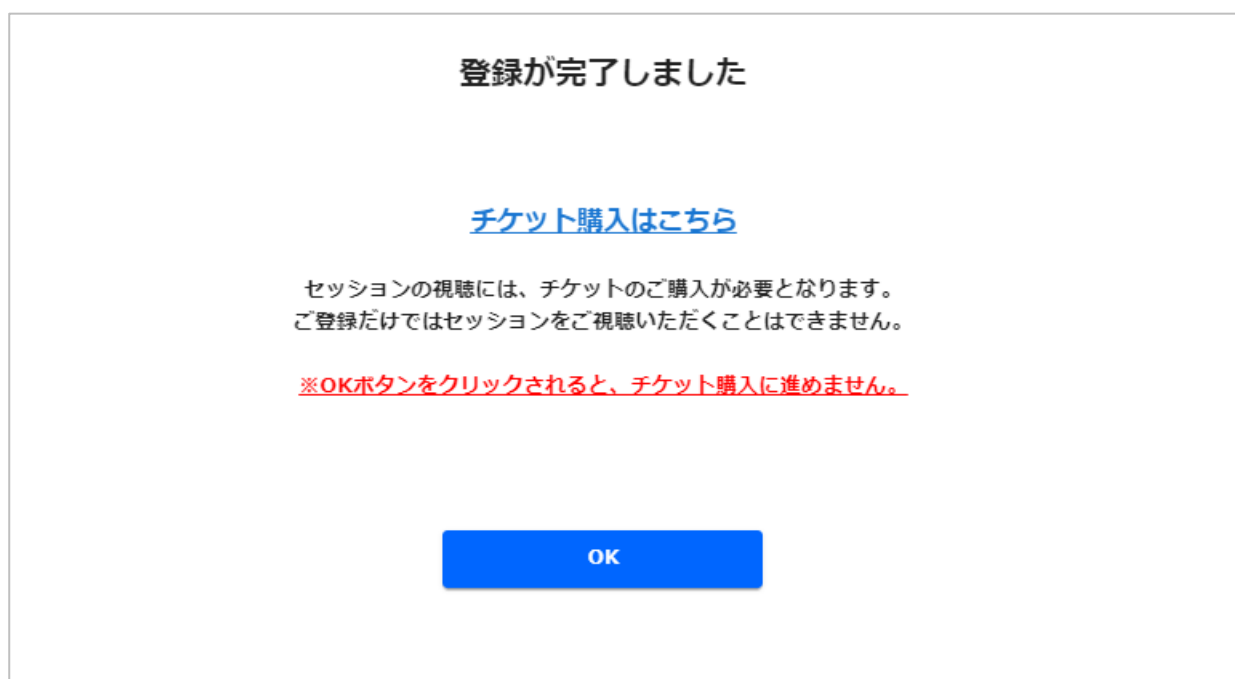 登録が完了しました
チケット購入はこちら
セッションの視聴には、チケットのご購入が必要となります。
ご登録だけではセッションをご視聴いただくことはできません。
※OKボタンをクリックされると、チケット購入に進めません。
OK